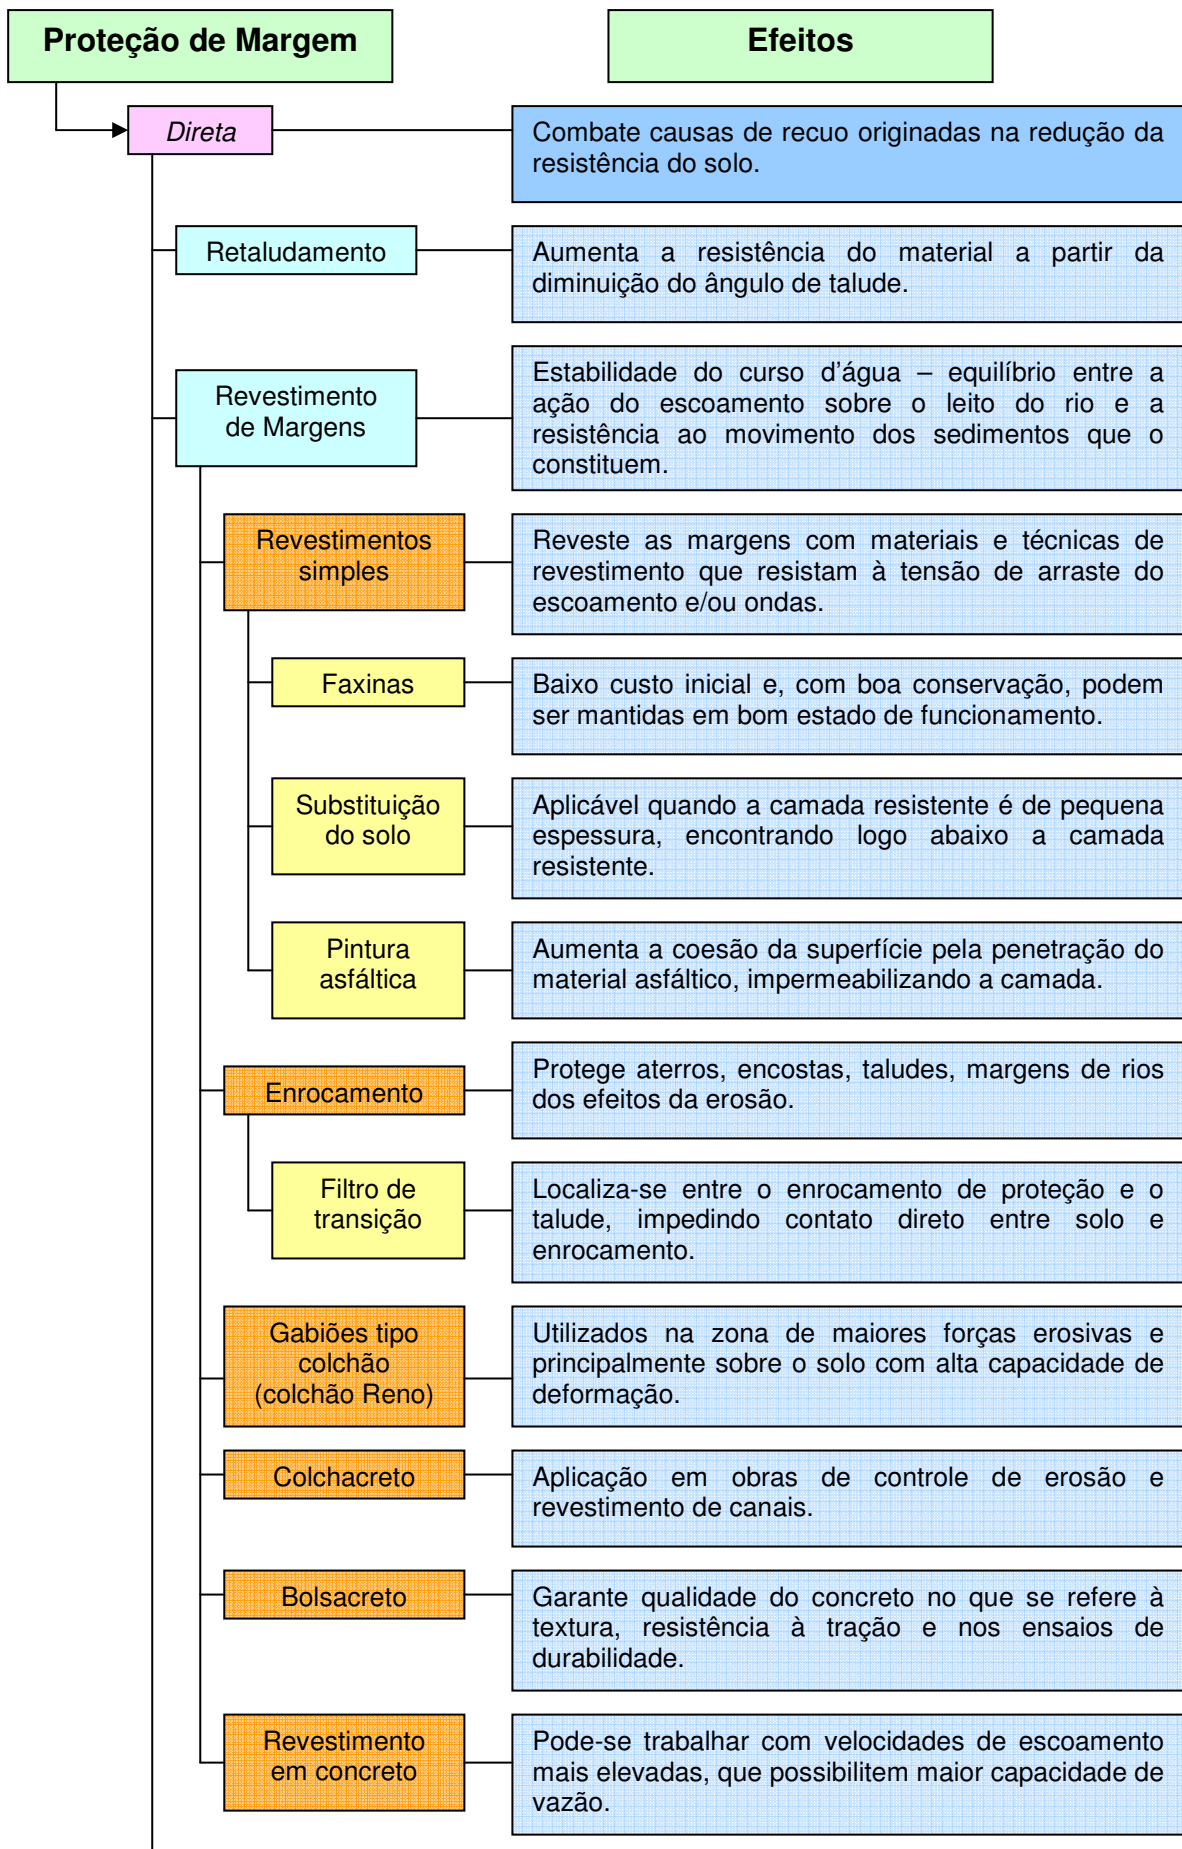 Proteção de Margem
Efeitos
Direta
Combate causas de recuo originadas na redução da
resistência do solo.
Retaludamento
Aumenta a resistência do material a partir da
diminuição do ângulo de talude.
Revestimento
de Margens
Estabilidade do curso d’água – equilíbrio entre a
ação do escoamento sobre o leito do rio e a
resistência ao movimento dos sedimentos que o
constituem.
Revestimentos
simples
Reveste as margens com materiais e técnicas de
revestimento que resistam à tensão de arraste do
escoamento e/ou ondas.
Faxinas
Baixo custo inicial e, com boa conservação, podem
ser mantidas em bom estado de funcionamento.
Substituição
do solo
Aplicável quando a camada resistente é de pequena
espessura, encontrando logo abaixo a camada
resistente.
Pintura
asfáltica
Aumenta a coesão da superfície pela penetração do
material asfáltico, impermeabilizando a camada.
Enrocamento
Protege aterros, encostas, taludes, margens de rios
dos efeitos da erosão.
Filtro de
transição
Localiza-se entre o enrocamento de proteção e o
talude, impedindo contato direto entre solo e
enrocamento.
Gabiões tipo
colchão
(colchão Reno)
Utilizados na zona de maiores forças erosivas e
principalmente sobre o solo com alta capacidade de
deformação.
Colchacreto
Aplicação em obras de controle de erosão e
revestimento de canais.
Bolsacreto
Garante qualidade do concreto no que se refere à
textura, resistência à tração e nos ensaios de
durabilidade.
Revestimento
em concreto
Pode-se trabalhar com velocidades de escoamento
mais elevadas, que possibilitem maior capacidade de
vazão.